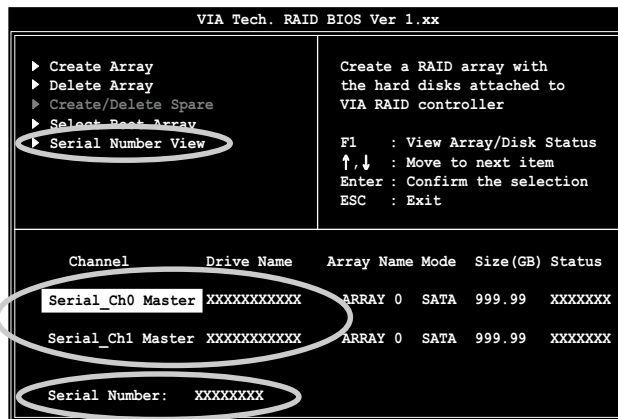 VIA Tech. RAID BIOS Ver 1.xx
Create Array
Delete Array
Create/Delete Spare
Select Boot Array
Serial Number View
Create a RAID array with
the hard disks attached to
VIA RAID controller
F1 : View Array/Disk Status
↑,↓ : Move to next item
Enter : Confirm the selection
ESC : Exit
Channel Drive Name Array Name Mode Size(GB) Status
Serial_Ch0 Master XXXXXXXXXXX ARRAY 0 SATA 999.99 XXXXXXX
Serial_Ch1 Master XXXXXXXXXXX ARRAY 0 SATA 999.99 XXXXXXX
Serial Number: XXXXXXXX